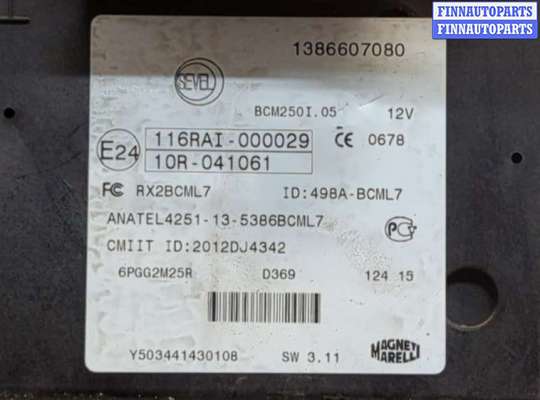 FINNAUTOPARTS
FINNAUTOPARTS
1386607080
SEVEL
BCM250I.05 12V
E24
116RAI-000029
CE 0678
10R-041061
FC RX2BCML7 ID:498A-BCML7
ANATEL4251-13-5386BCML7
CMIIT ID:2012DJ4342
6PGG2M25R D369 124 15
Y503441430108 SW 3.11
MAGNETI
MARELLI